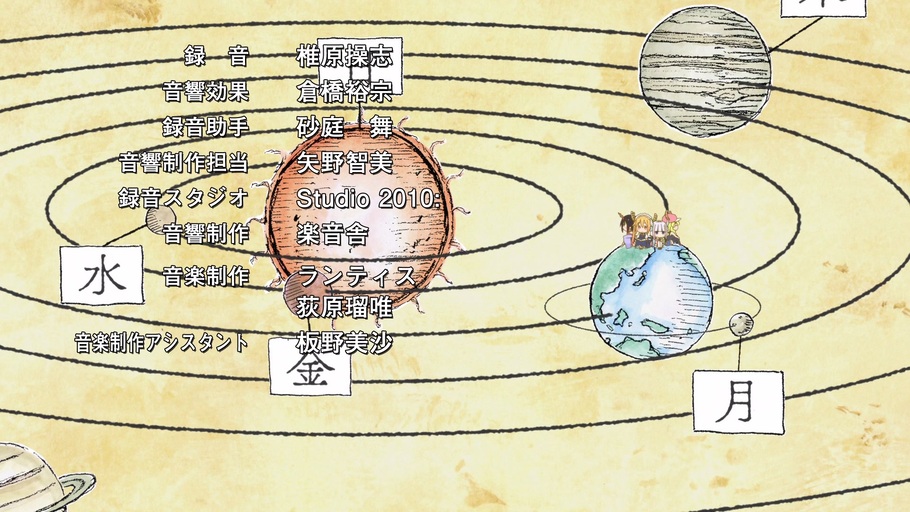 録　音　椎原操志
音響効果　倉橋裕宗
録音助手　砂庭　舞
音響制作担当　矢野智美
録音スタジオ　Studio 2010:
音響制作　楽音舎
音楽制作　ランティス
荻原瑠唯
音楽制作アシスタント　板野美沙
水
金
月